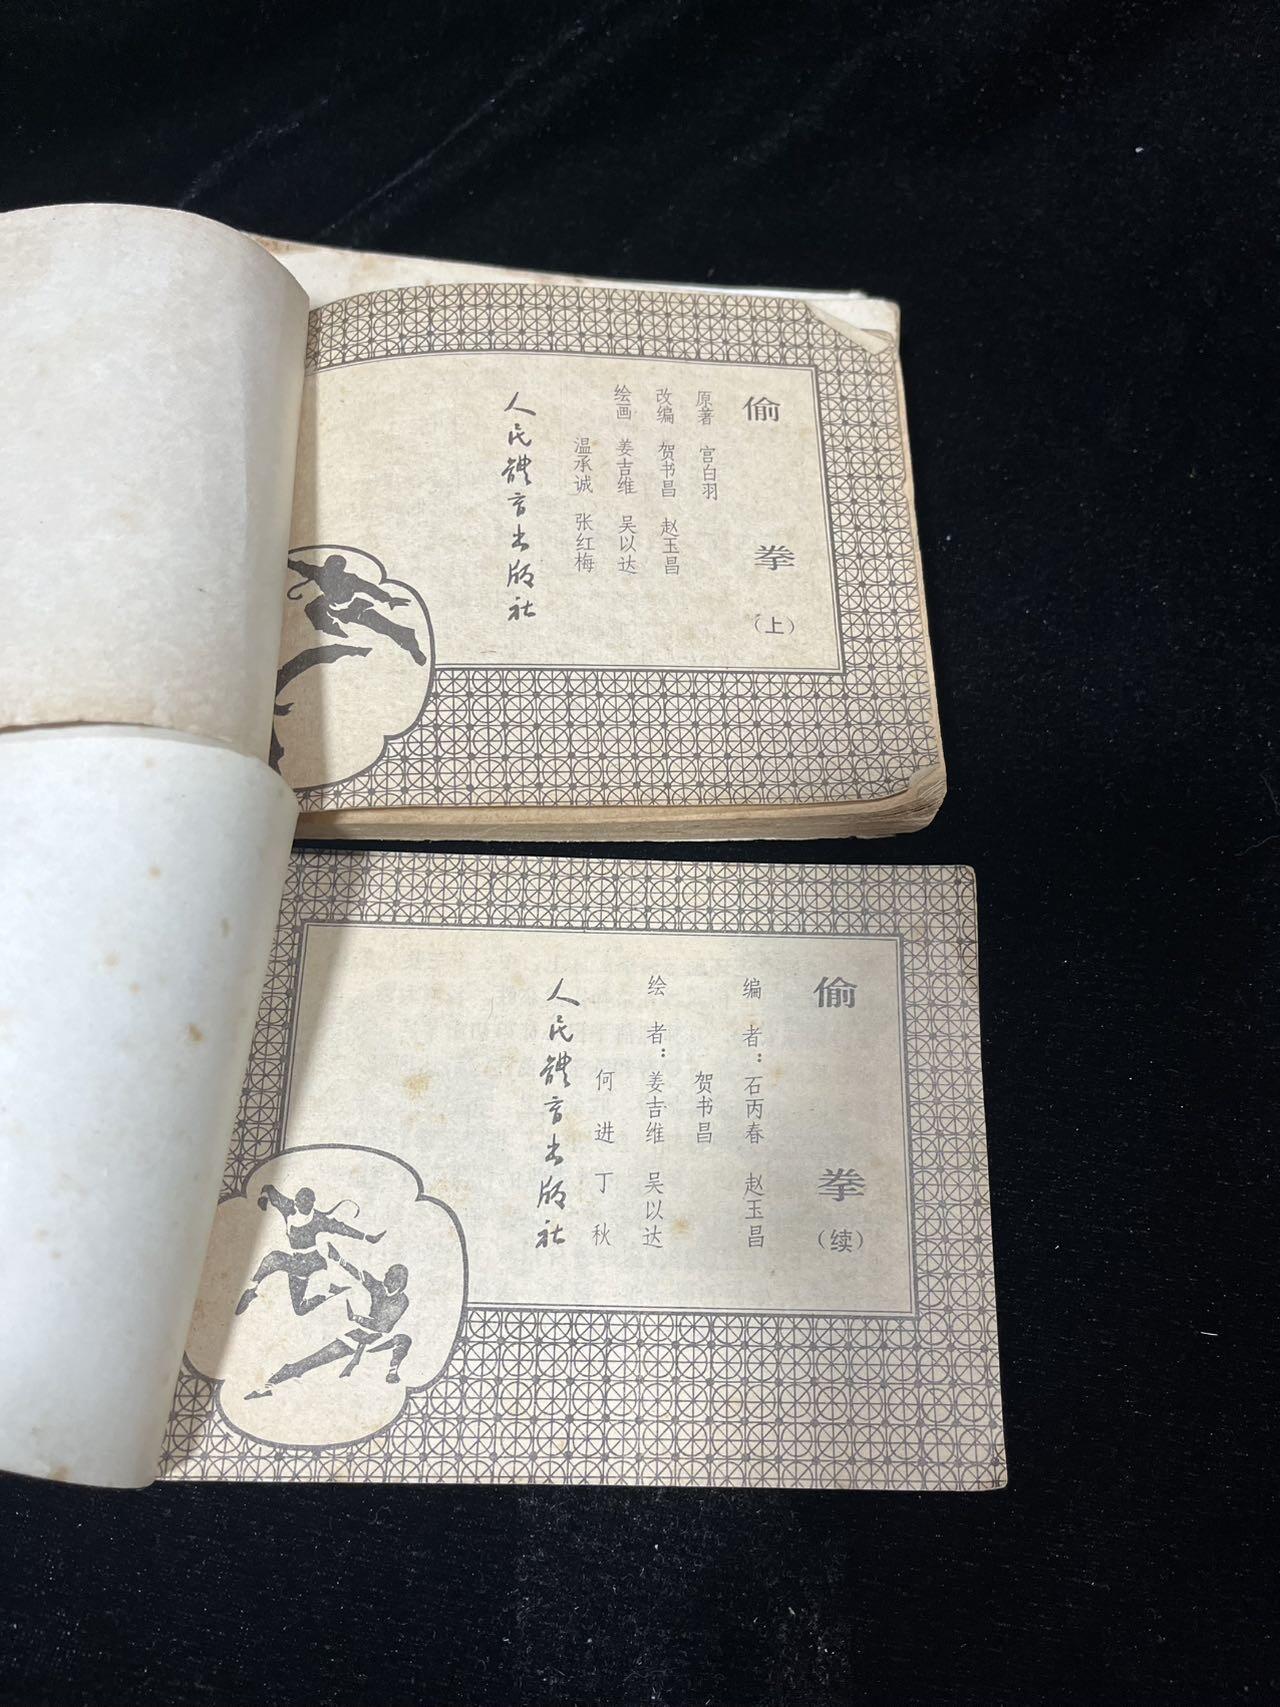 偷拳(上)
原著 宫白羽
改编 贺书昌 赵玉昌
绘画 姜吉维 吴以达
温承诚 张红梅
人民體育出版社
偷拳(续)
编者：石丙春 赵玉昌
贺书昌
绘者：姜吉维 吴以达
何进 丁秋
人民體育出版社